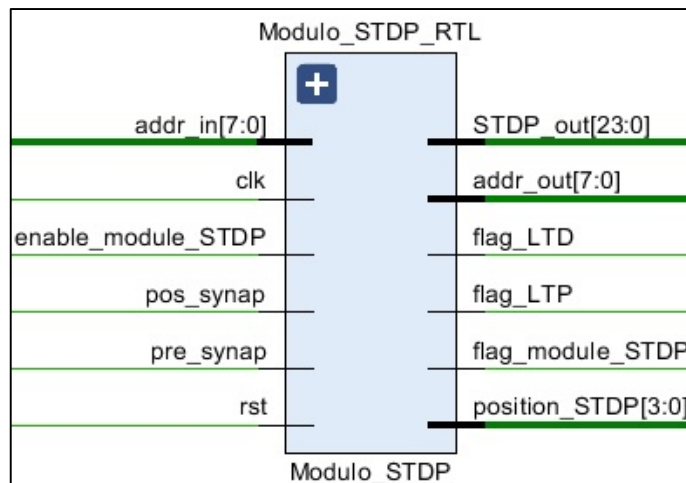 Modulo_STDP_RTL
addr_in[7:0]
clk
enable_module_STDP
pos_synap
pre_synap
rst
STDP_out[23:0]
addr_out[7:0]
flag_LTD
flag_LTP
flag_module_STDP
position_STDP[3:0]
Modulo_STDP